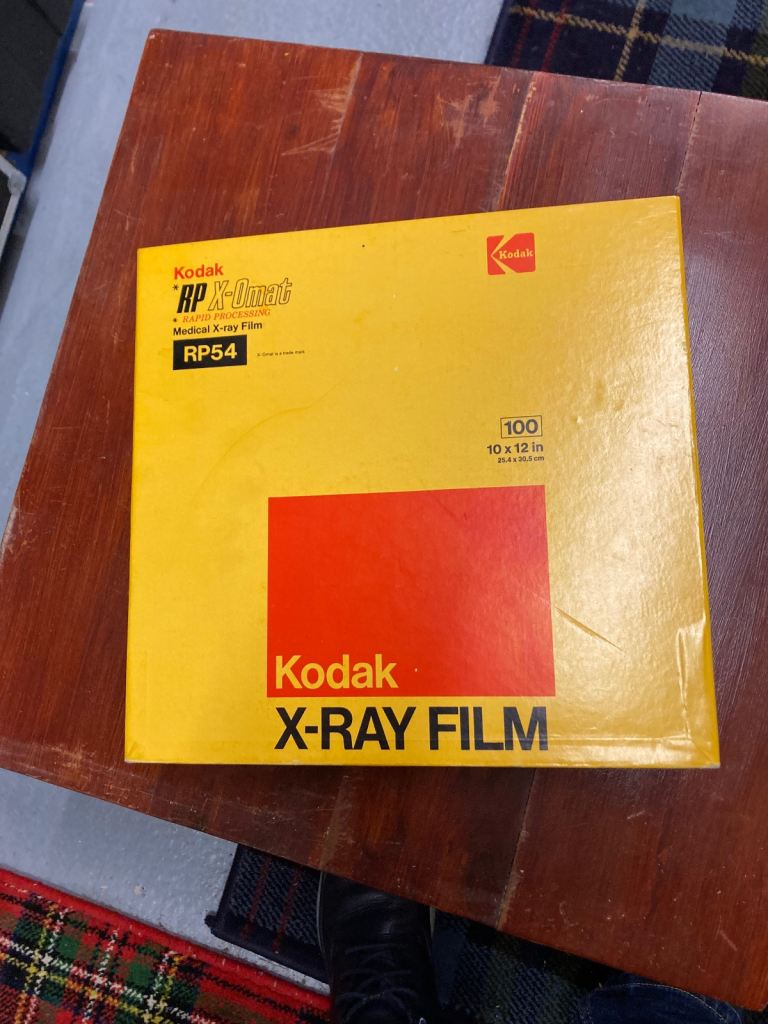 Kodak
Kodak
*RP X-Omat
* RAPID PROCESSING
Medical X-ray Film
RP54
X-Omat is a trade mark
100
10 x 12 in
25.4 x 30.5 cm
Kodak
X-RAY FILM